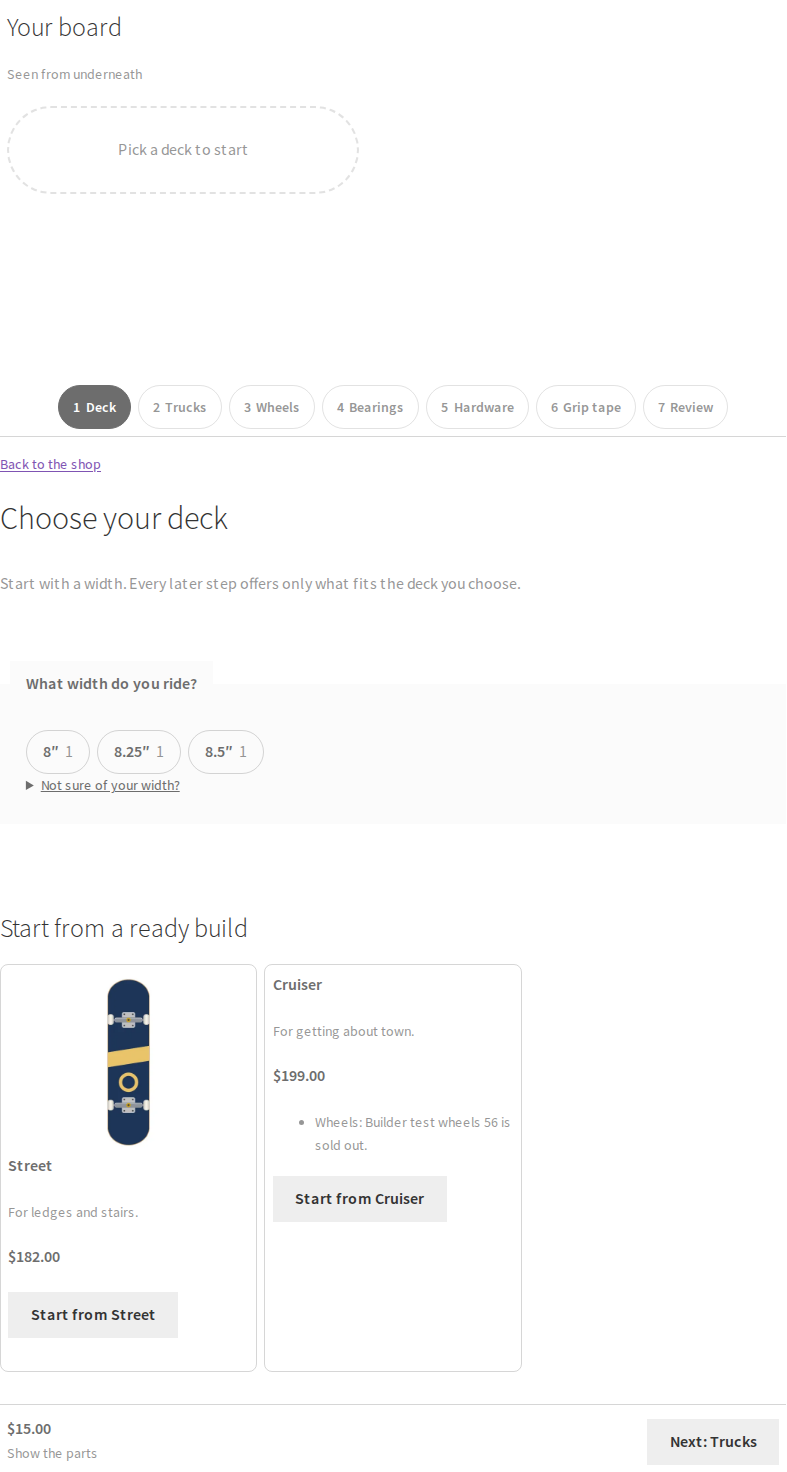 Your board
Seen from underneath
Pick a deck to start
1 Deck
2 Trucks
3 Wheels
4 Bearings
5 Hardware
6 Grip tape
7 Review
Back to the shop
Choose your deck
Start with a width. Every later step offers only what fits the deck you choose.
What width do you ride?
8″ 1
8.25″ 1
8.5″ 1
Not sure of your width?
Start from a ready build
Street
For ledges and stairs.
$182.00
Start from Street
Cruiser
For getting about town.
$199.00
Wheels: Builder test wheels 56 is
sold out.
Start from Cruiser
$15.00
Show the parts
Next: Trucks